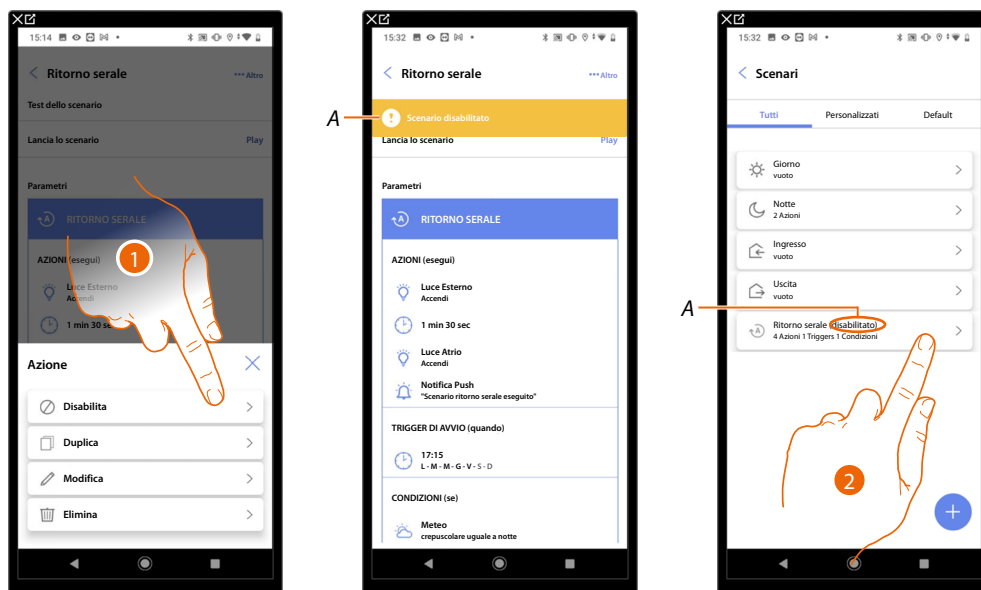 15:14
Ritorno serale
Altro
Test dello scenario
Lancia lo scenario
Play
Parametri
RITORNO SERALE
AZIONI (esegui)
Luce Esterno
Accendi
1 min 30 se
1
Azione
Disabilita
Duplica
Modifica
Elimina
A
15:32
Ritorno serale
Altro
Scenario disabilitato
Lancia lo scenario
Play
Parametri
RITORNO SERALE
AZIONI (esegui)
Luce Esterno
Accendi
1 min 30 sec
Luce Atrio
Accendi
Notifica Push
"Scenario ritorno serale eseguito"
TRIGGER DI AVVIO (quando)
17:15
L - M - M - G - V - S - D
CONDIZIONI (se)
Meteo
crepuscolare uguale a notte
A
15:32
Scenari
Tutti
Personalizzati
Default
Giorno
vuoto
Notte
2 Azioni
Ingresso
vuoto
Uscita
vuoto
Ritorno serale (disabilitato)
4 Azioni 1 Triggers 1 Condizioni
2